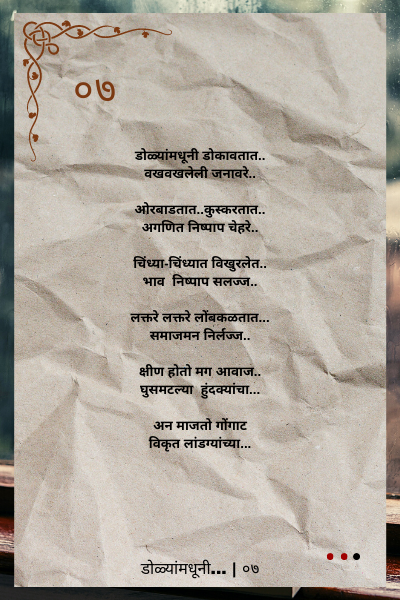 ०७
डोळ्यांमधूनी डोकावतात..
वखवखलेली जनावरे..
ओरबाडतात..कुस्करतात..
अगणित निष्पाप चेहरे..
चिंध्या-चिंध्यात विखुरलेत..
भाव निष्पाप सलज्ज..
लक्तरे लक्तरे लोंबकळतात...
समाजमन निर्लज्ज..
क्षीण होतो मग आवाज..
घुसमटल्या हुंदक्यांचा...
अन माजतो गोंगाट
विकृत लांडग्यांच्या...
डोळ्यांमधूनी... | ०७